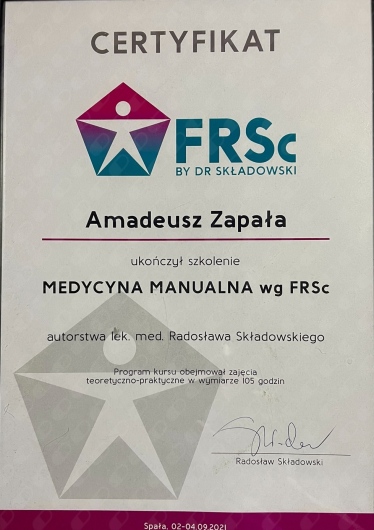 CERTYFIKAT
FRSc
BY DR SKŁADOWSKI
Amadeusz Zapała
ukończył szkolenie
MEDYCYNA MANUALNA wg FRSc
autorstwa lek. med. Radosława Składowskiego
Program kursu obejmował zajęcia
teoretyczno-praktyczne w wymiarze 105 godzin
Radosław Składowski
Spała, 02-04.09.2021